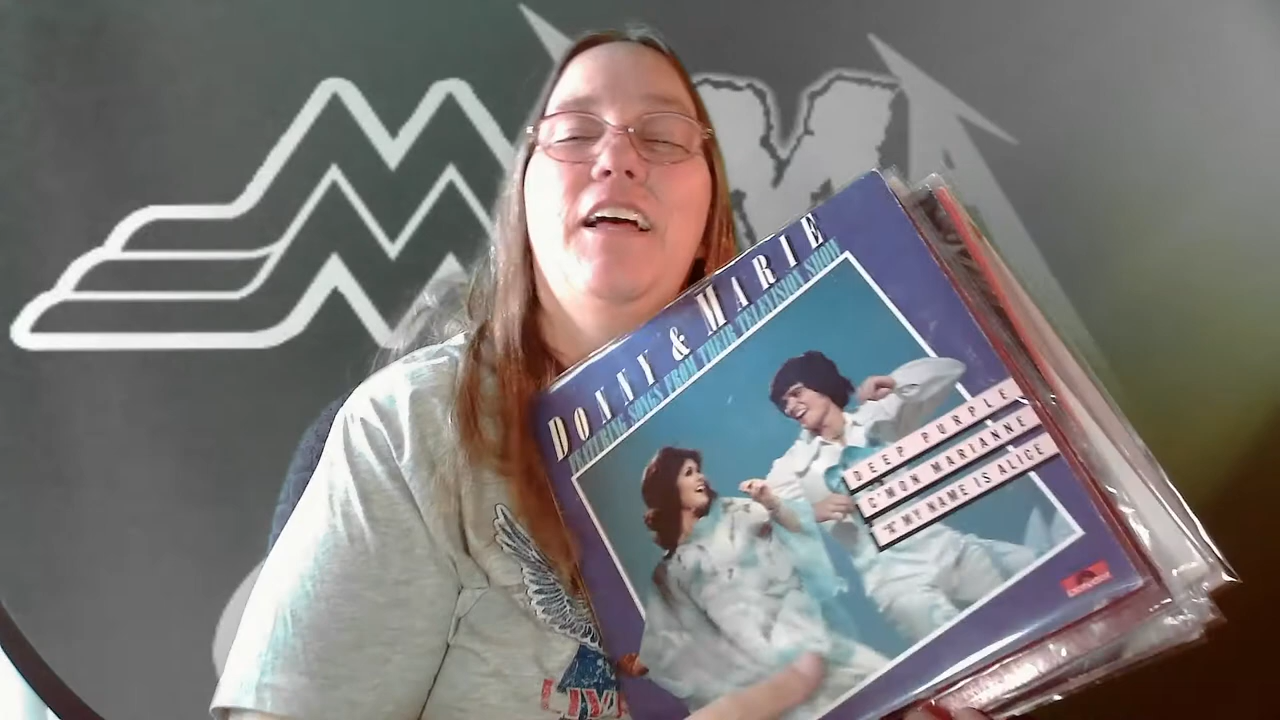 DONNY & MARIE
FEATURING SONGS FROM THEIR TELEVISION SHOW
DEEP PURPLE
C'MON MARIANNE
"A" MY NAME IS ALICE